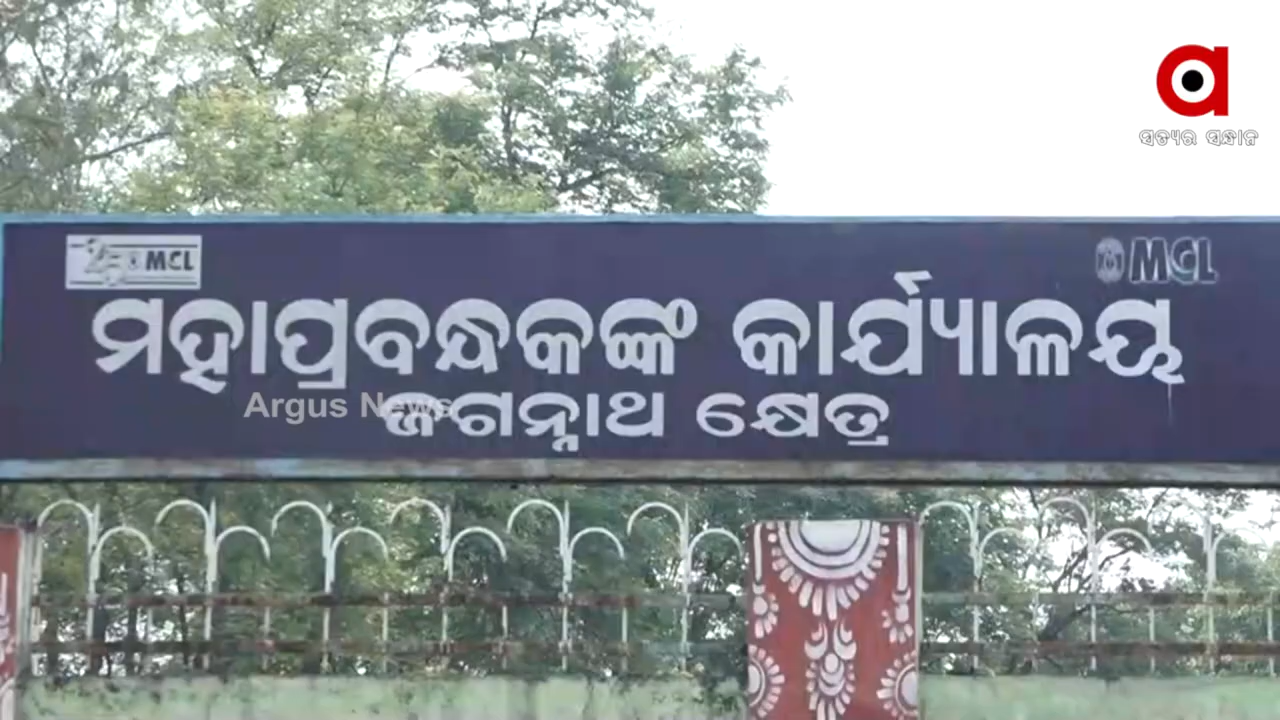 ସତ୍ୟର ସନ୍ଧାନ
MCL
MCL
ମହାପ୍ରବନ୍ଧକଙ୍କ କାର୍ଯ୍ୟାଳୟ
Argus News
ଜଗନ୍ନାଥ କ୍ଷେତ୍ର